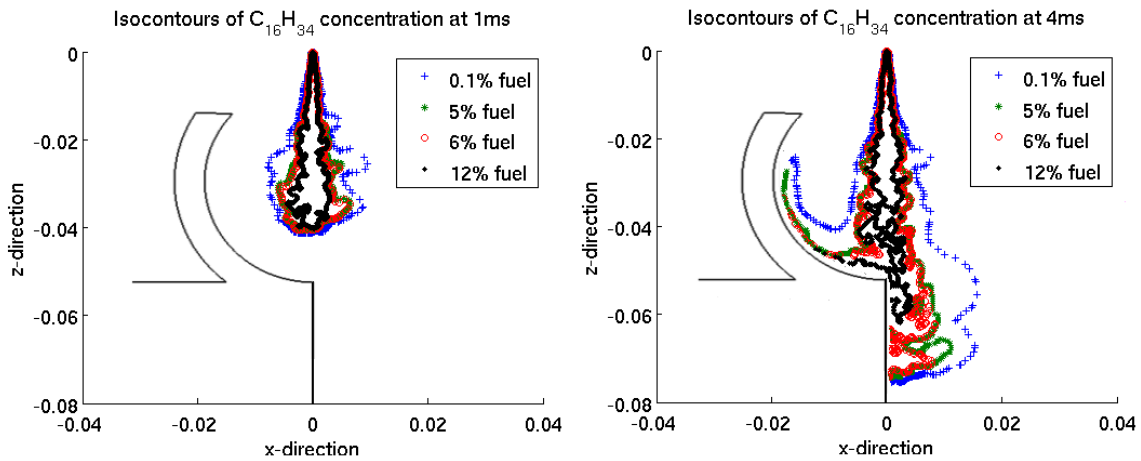 Isocontours of C16H34 concentration at 1ms
0
-0.02
-0.04
-0.06
-0.08
z-direction
-0.04
-0.02
0
0.02
0.04
x-direction
0.1% fuel
5% fuel
6% fuel
12% fuel
Isocontours of C16H34 concentration at 4ms
0
-0.02
-0.04
-0.06
-0.08
z-direction
-0.04
-0.02
0
0.02
0.04
x-direction
0.1% fuel
5% fuel
6% fuel
12% fuel